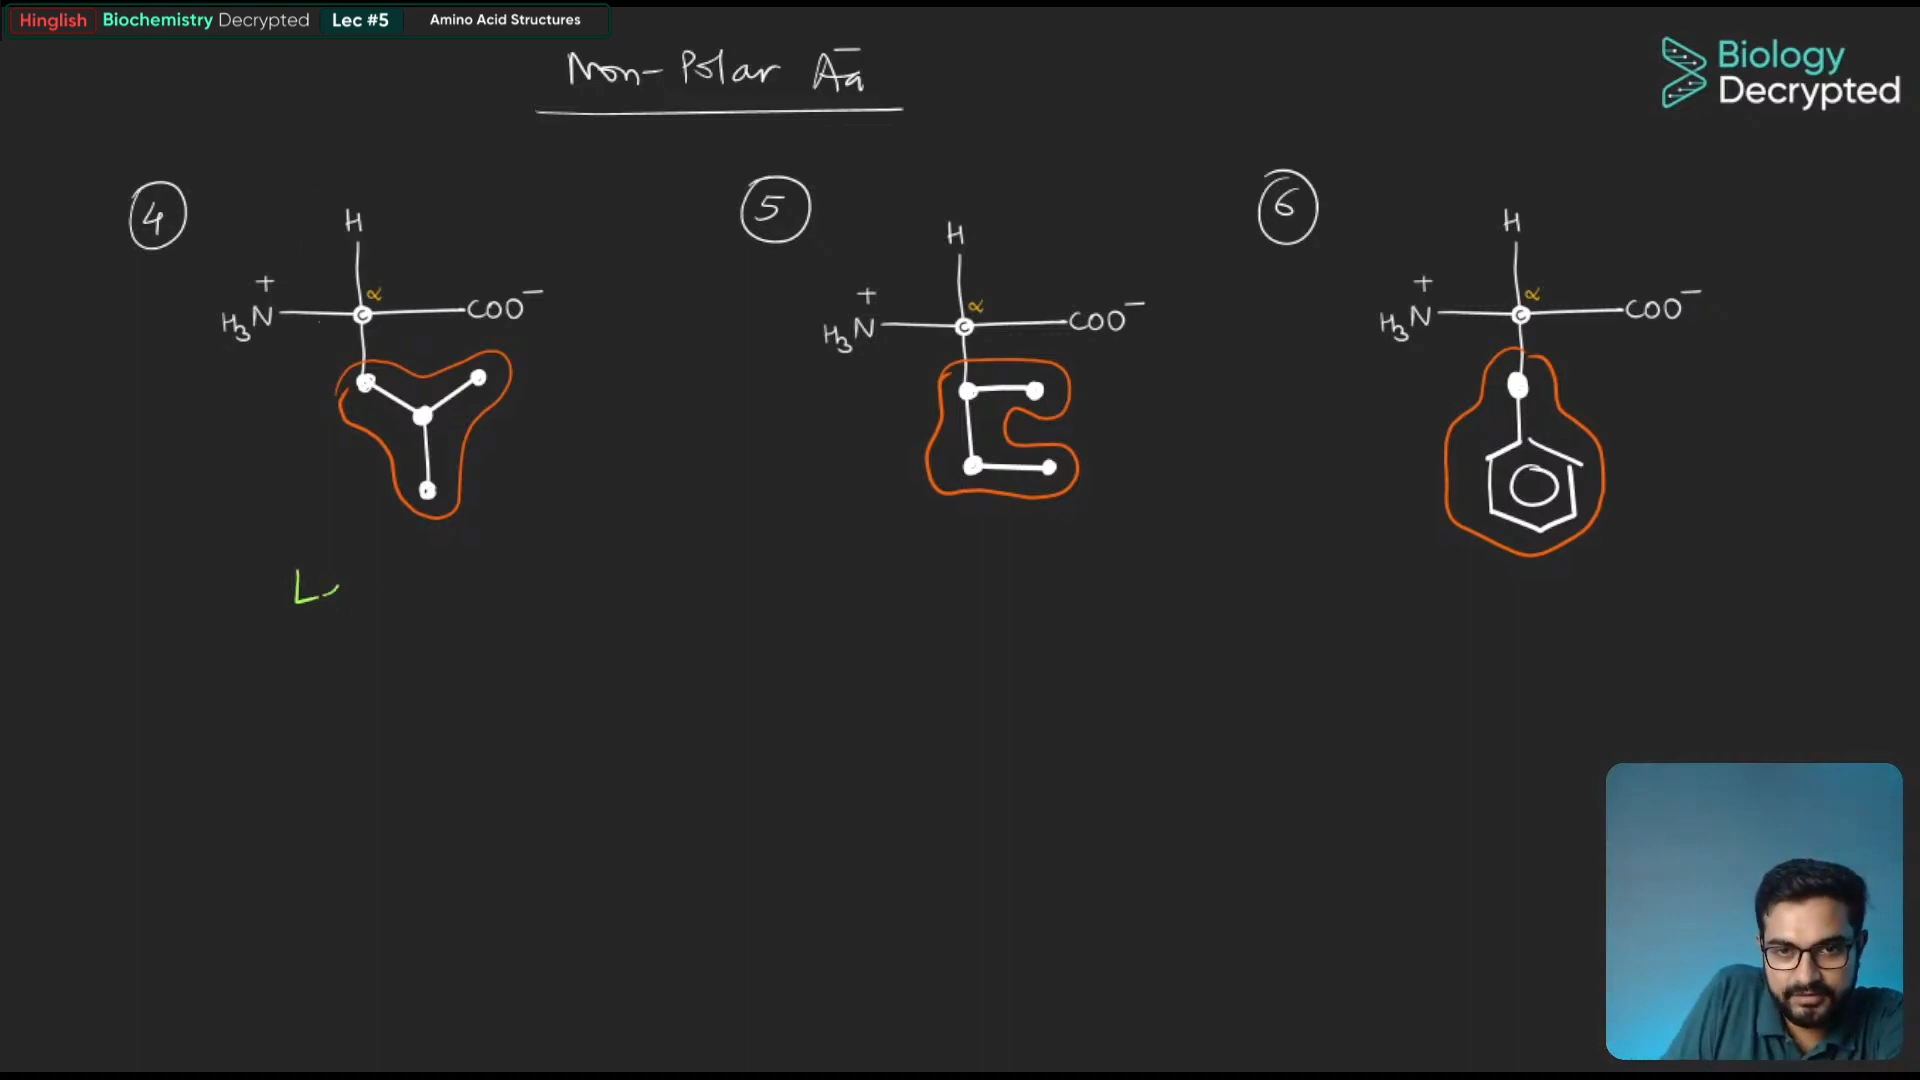 Hinglish Biochemistry Decrypted Lec #5 Amino Acid Structures
Biology
Decrypted
Non-Polar Aa
4
H
+
H3N C α COO−
5
H
+
H3N C α COO−
6
H
+
H3N C α COO−
L